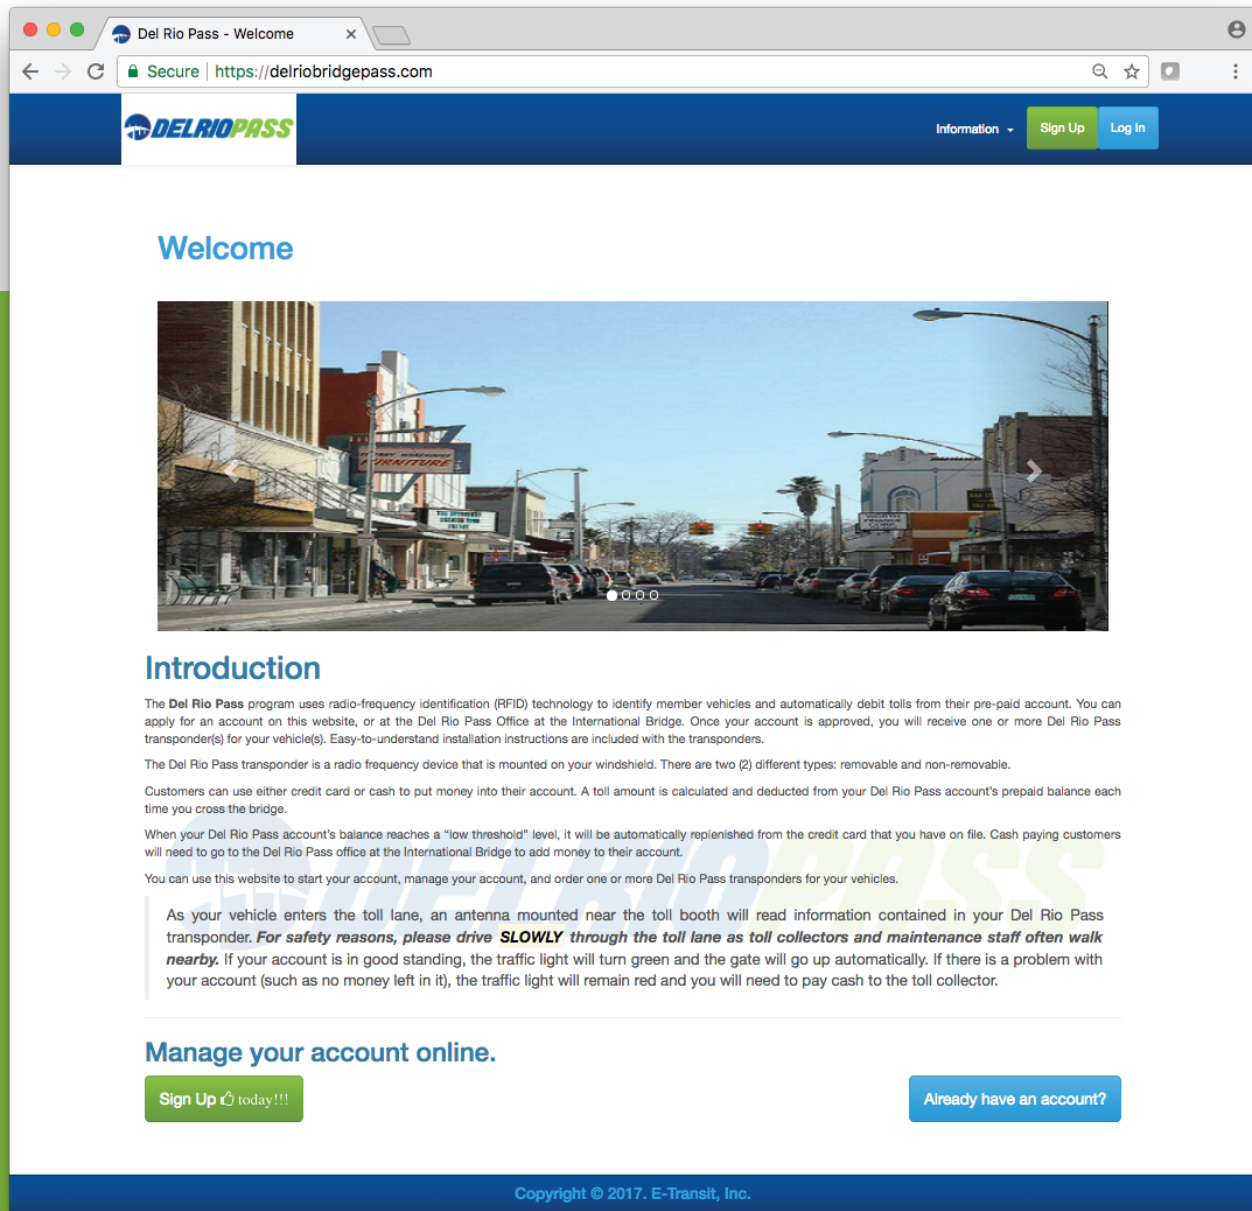 Del Rio Pass - Welcome
Secure https://delriobridgepass.com
DELRIOPASS
Information
Sign Up
Log In
Welcome
FURNITURE
WORTH
FINANCE
CORP.
Introduction
The Del Rio Pass program uses radio-frequency identification (RFID) technology to identify member vehicles and automatically debit tolls from their pre-paid account. You can
apply for an account on this website, or at the Del Rio Pass Office at the International Bridge. Once your account is approved, you will receive one or more Del Rio Pass
transponder(s) for your vehicle(s). Easy-to-understand installation instructions are included with the transponders.
The Del Rio Pass transponder is a radio frequency device that is mounted on your windshield. There are two (2) different types: removable and non-removable.
Customers can use either credit card or cash to put money into their account. A toll amount is calculated and deducted from your Del Rio Pass account's prepaid balance each
time you cross the bridge.
When your Del Rio Pass account's balance reaches a "low threshold" level, it will be automatically replenished from the credit card that you have on file. Cash paying customers
will need to go to the Del Rio Pass office at the International Bridge to add money to their account.
You can use this website to start your account, manage your account, and order one or more Del Rio Pass transponders for your vehicles.
DELRIOPASS
As your vehicle enters the toll lane, an antenna mounted near the toll booth will read information contained in your Del Rio Pass
transponder. For safety reasons, please drive SLOWLY through the toll lane as toll collectors and maintenance staff often walk
nearby. If your account is in good standing, the traffic light will turn green and the gate will go up automatically. If there is a problem with
your account (such as no money left in it), the traffic light will remain red and you will need to pay cash to the toll collector.
Manage your account online.
Sign Up today!!!
Already have an account?
Copyright © 2017. E-Transit, Inc.